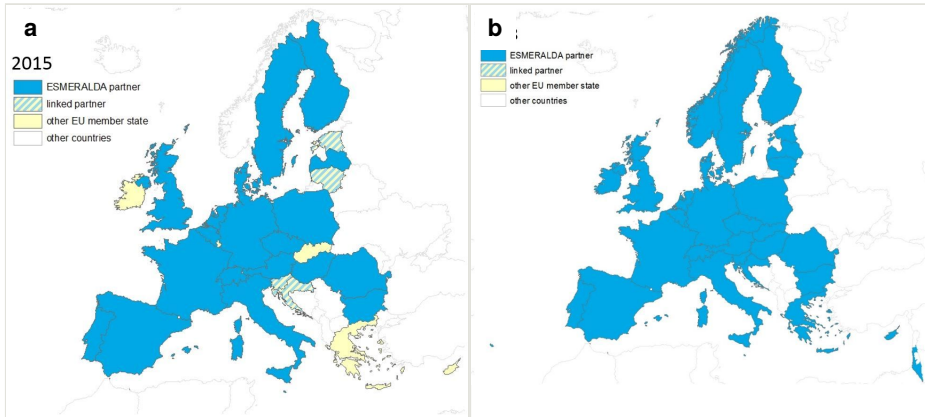 a
2015
ESMERALDA partner
linked partner
other EU member state
other countries
b
ESMERALDA partner
linked partner
other EU member state
other countries